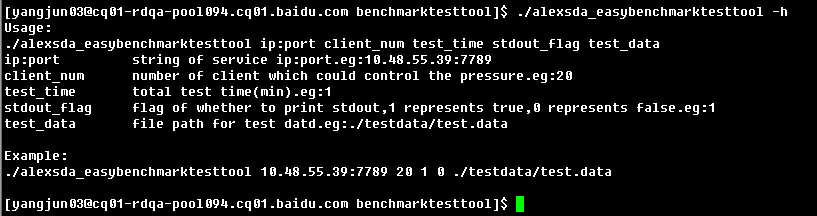 [yangjun03@cq01-rdqa-pool094.cq01.baidu.com benchmarktesttool]$ ./alexsda_easybenchmarktesttool -h
Usage:
./alexsda_easybenchmarktesttool ip:port client_num test_time stdout_flag test_data
ip:port         string of service ip:port.eg:10.48.55.39:7789
client_num      number of client which could control the pressure.eg:20
test_time       total test time(min).eg:1
stdout_flag     flag of whether to print stdout,1 represents true,0 represents false.eg:1
test_data       file path for test datd.eg:./testdata/test.data
Example:
./alexsda_easybenchmarktesttool 10.48.55.39:7789 20 1 0 ./testdata/test.data
[yangjun03@cq01-rdqa-pool094.cq01.baidu.com benchmarktesttool]$